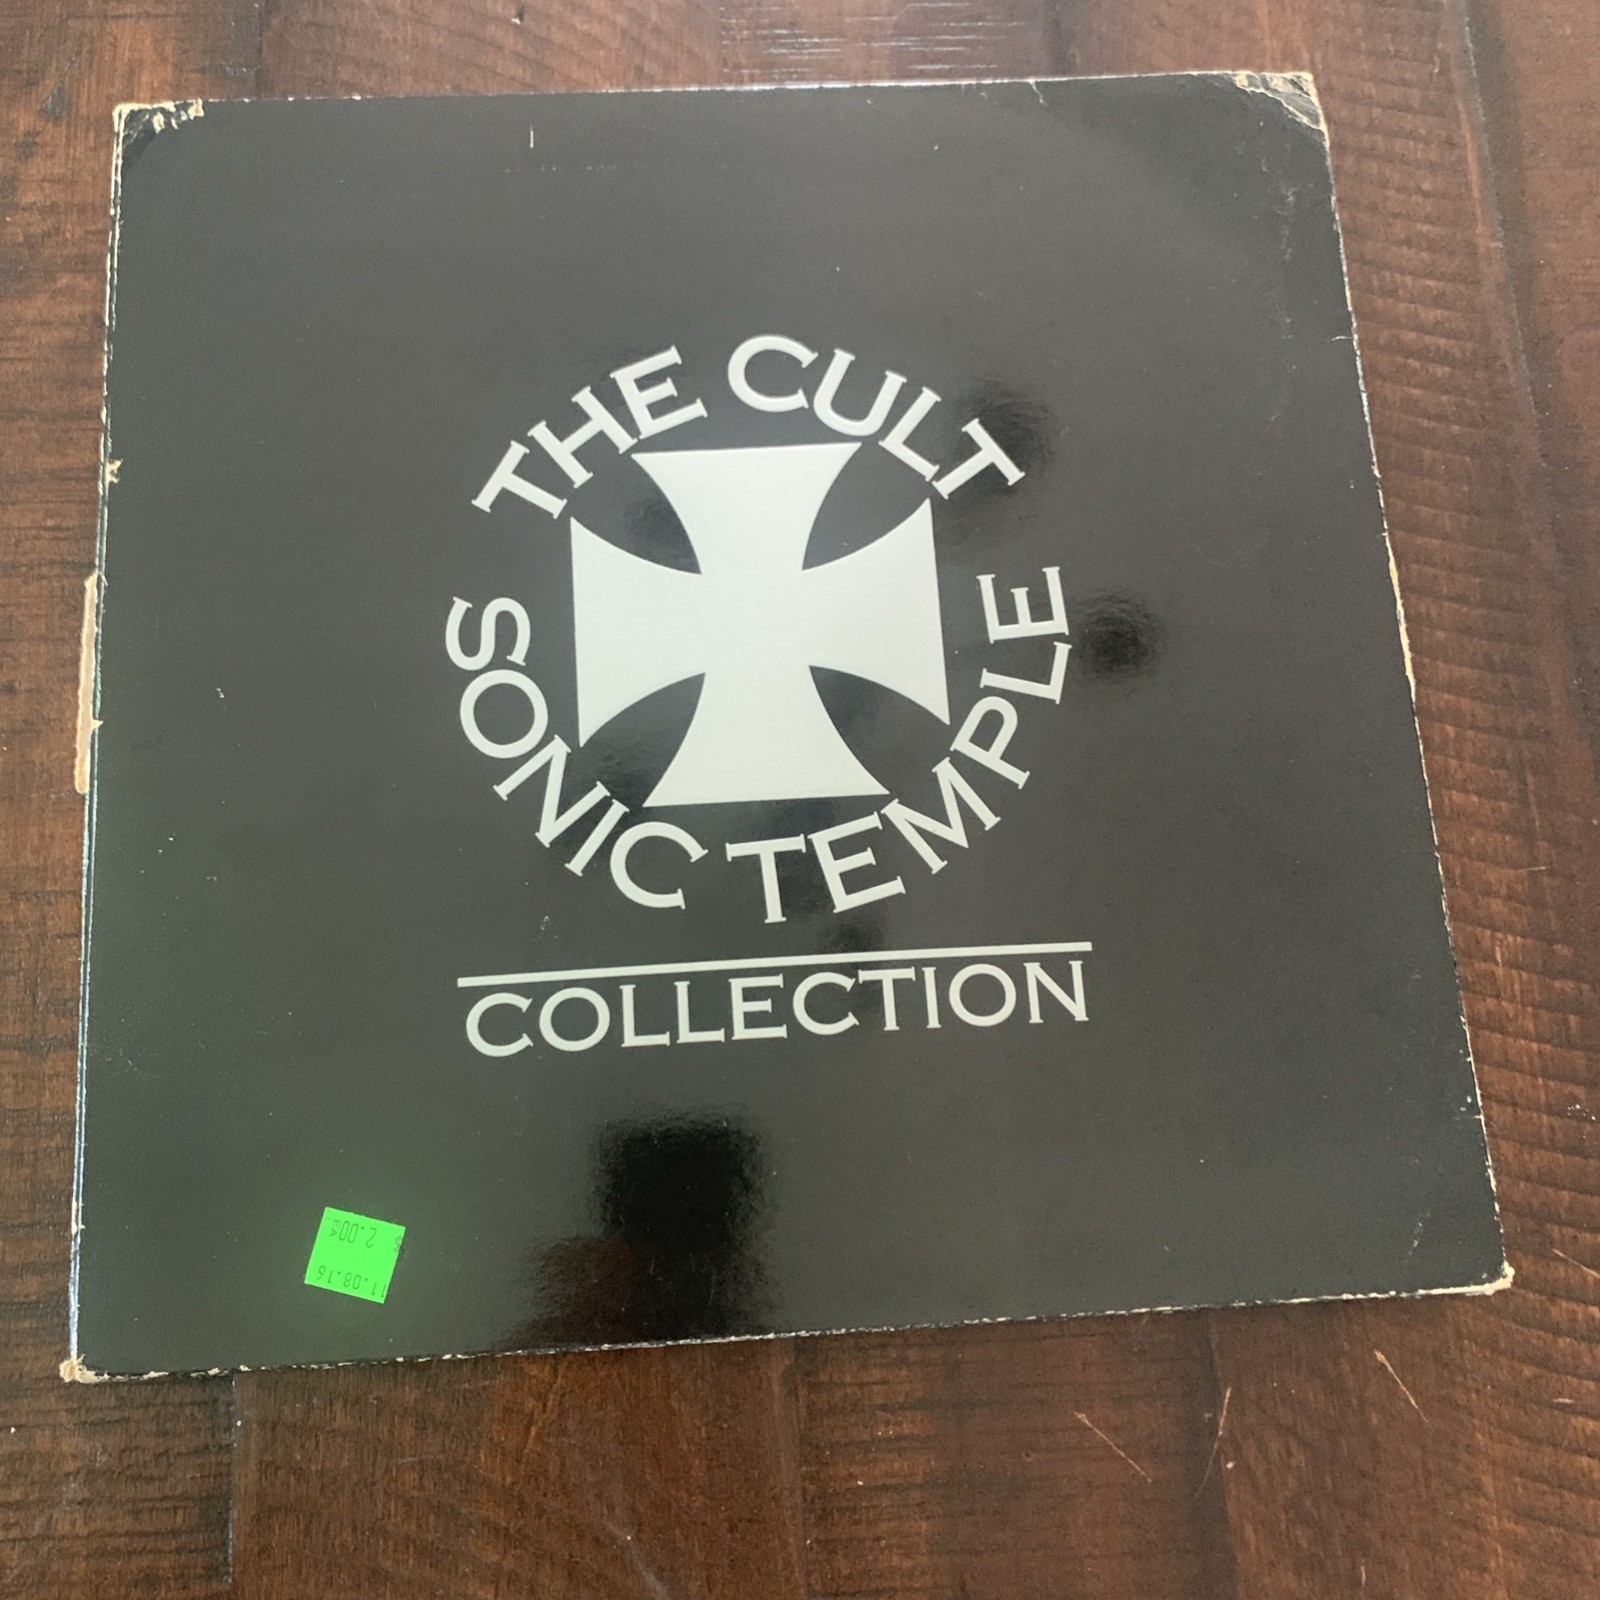 THE CULT
SONIC TEMPLE
COLLECTION
11.08.16
$ 2.00